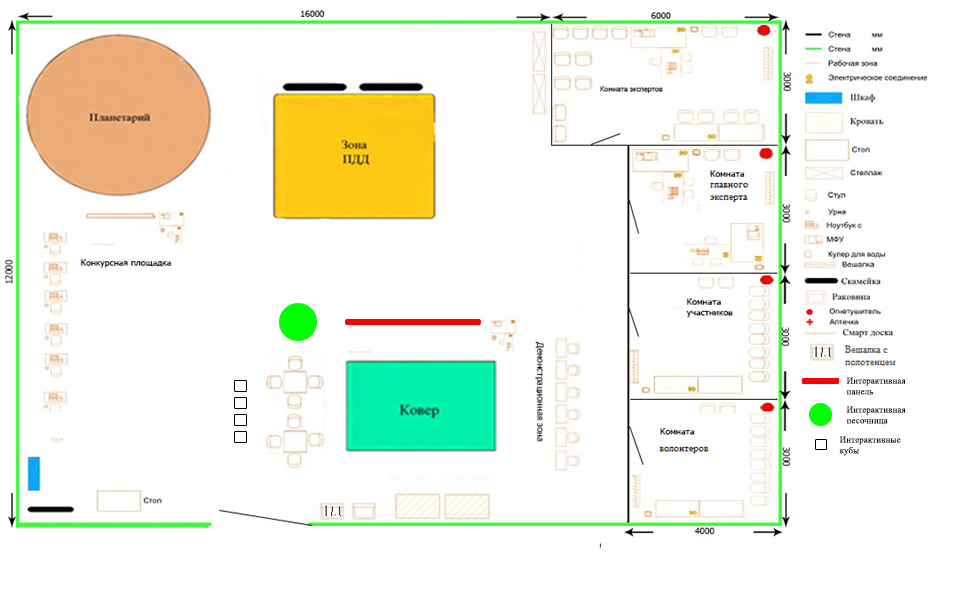 16000
6000
Планетарий
Зона
ПДД
Комната экспертов
3000
Комната
главного
эксперта
3000
12000
Конкурсная площадка
Комната
участников
3000
Демонстрационная зона
Ковер
Комната
волонтеров
3000
Стол
4000
Стена мм
Стена мм
Рабочая зона
Электрическое соединение
Шкаф
Кровать
Стол
Стеллаж
Стул
Урна
Ноутбук с
МФУ
Кулер для воды
Вешалка
Скамейка
Раковина
Огнетушитель
Аптечка
Смарт доска
Вешалка с
полотенцем
Интерактивная
панель
Интерактивная
песочница
Интерактивные
кубы